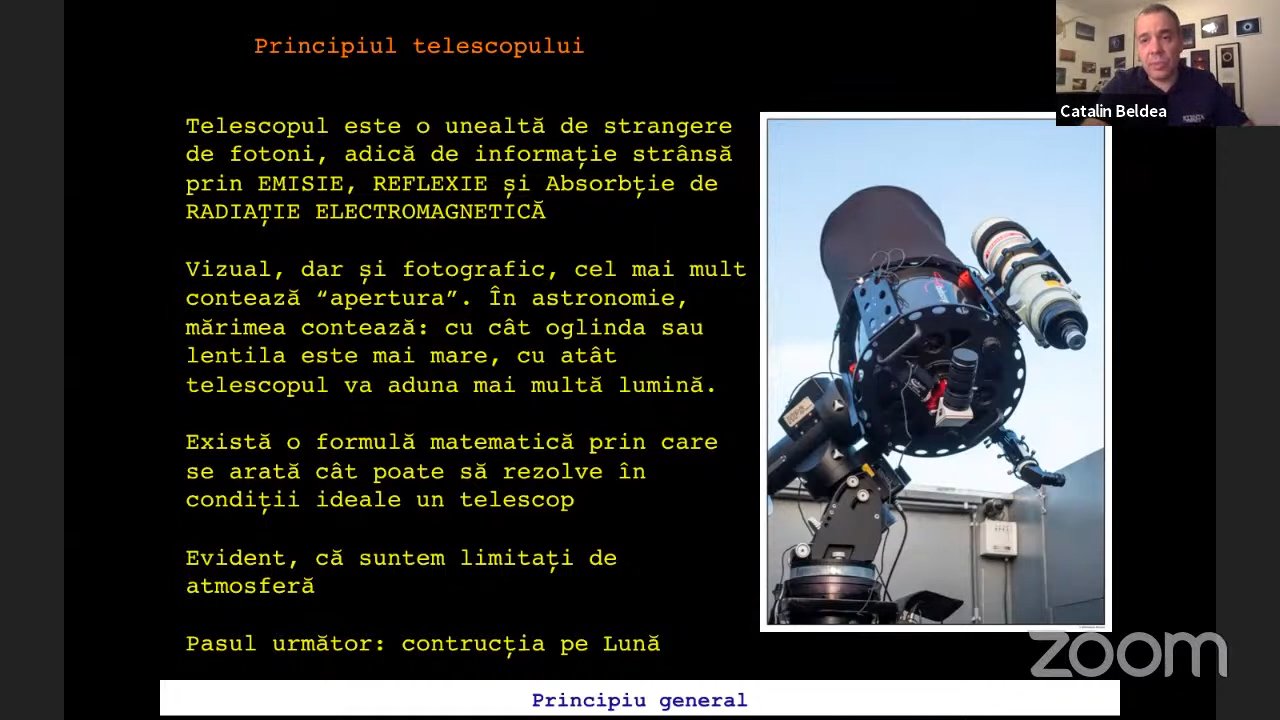 Principiul telescopului
Catalin Beldea
Telescopul este o unealtă de strangere
de fotoni, adică de informație strânsă
prin EMISIE, REFLEXIE și Absorbție de
RADIAȚIE ELECTROMAGNETICĂ
Vizual, dar și fotografic, cel mai mult
contează “apertura”. În astronomie,
mărimea contează: cu cât oglinda sau
lentila este mai mare, cu atât
telescopul va aduna mai multă lumină.
Există o formulă matematică prin care
se arată cât poate să rezolve în
condiții ideale un telescop
Evident, că suntem limitați de
atmosferă
Pasul următor: contrucția pe Lună
zoom
Principiu general